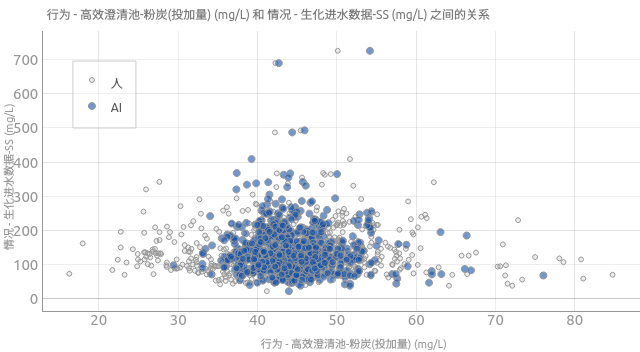 行为 - 高效澄清池-粉炭(投加量) (mg/L) 和 情况 - 生化进水数据-SS (mg/L) 之间的关系
700
600
500
400
300
200
100
0
情况 - 生化进水数据-SS (mg/L)
人
AI
20 30 40 50 60 70 80
行为 - 高效澄清池-粉炭(投加量) (mg/L)